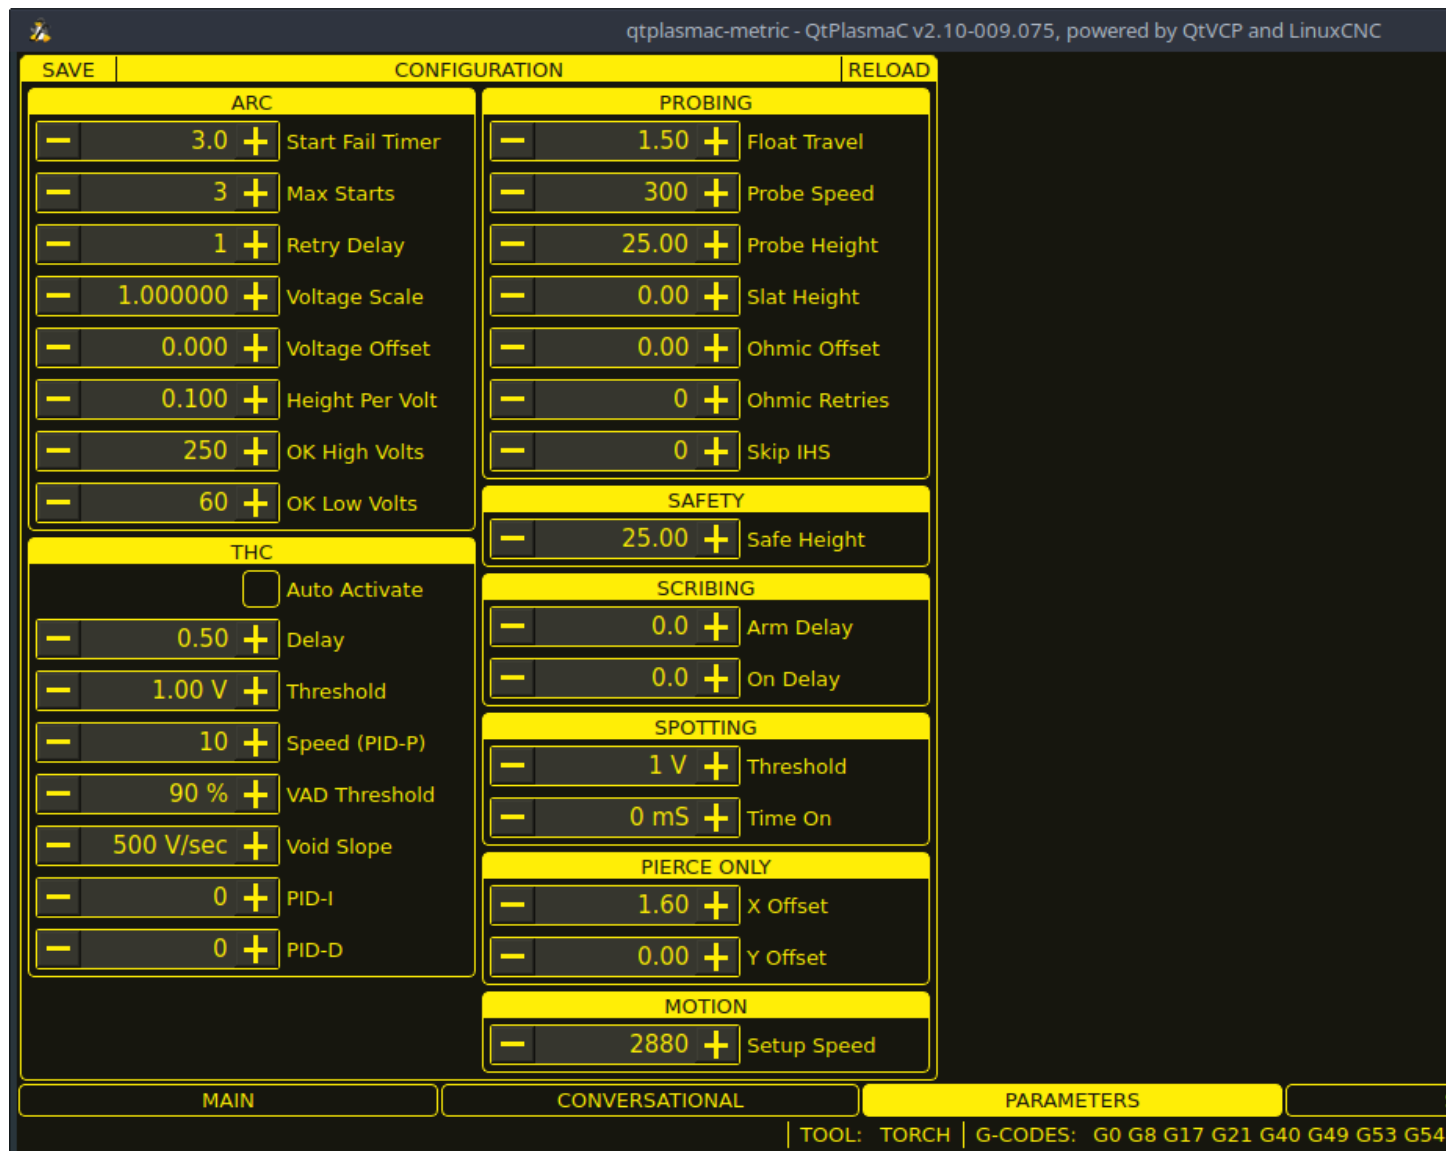 qtplasmac-metric - QtPlasmaC v2.10-009.075, powered by QtVCP and LinuxCNC
SAVE CONFIGURATION RELOAD
ARC
3.0 Start Fail Timer
3 Max Starts
1 Retry Delay
1.000000 Voltage Scale
0.000 Voltage Offset
0.100 Height Per Volt
250 OK High Volts
60 OK Low Volts
THC
Auto Activate
0.50 Delay
1.00 V Threshold
10 Speed (PID-P)
90 % VAD Threshold
500 V/sec Void Slope
0 PID-I
0 PID-D
PROBING
1.50 Float Travel
300 Probe Speed
25.00 Probe Height
0.00 Slat Height
0.00 Ohmic Offset
0 Ohmic Retries
0 Skip IHS
SAFETY
25.00 Safe Height
SCRIBING
0.0 Arm Delay
0.0 On Delay
SPOTTING
1 V Threshold
0 mS Time On
PIERCE ONLY
1.60 X Offset
0.00 Y Offset
MOTION
2880 Setup Speed
MAIN CONVERSATIONAL PARAMETERS
TOOL: TORCH G-CODES: G0 G8 G17 G21 G40 G49 G53 G54